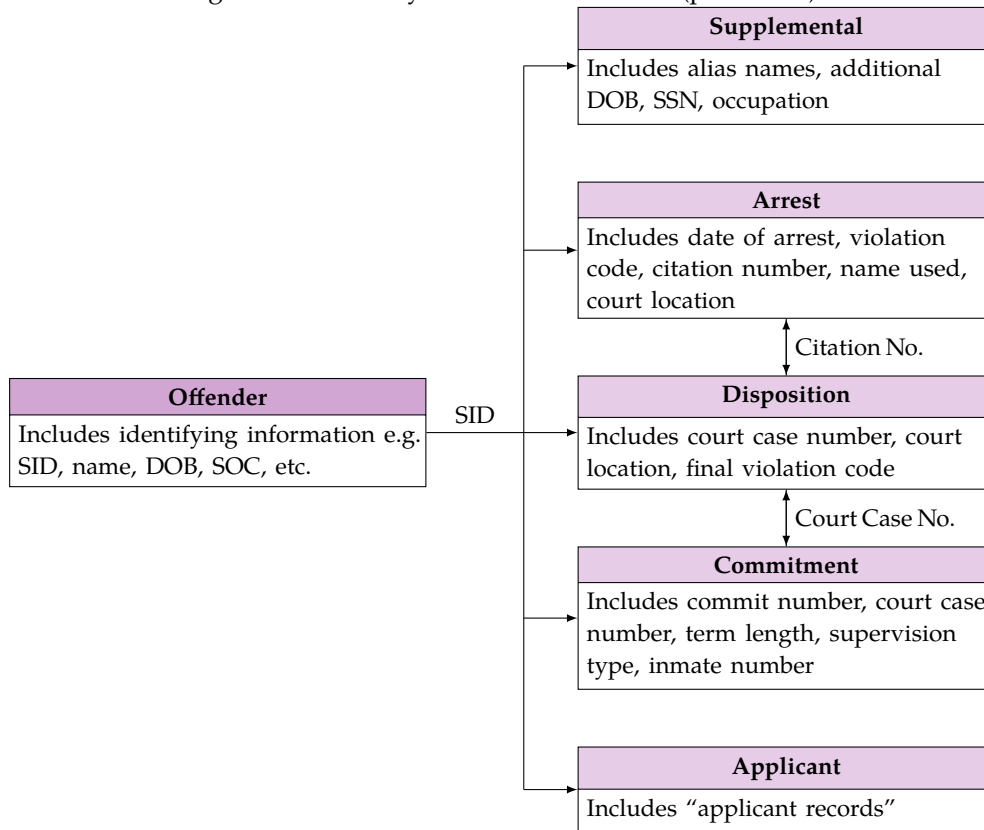 Supplemental
Includes alias names, additional
DOB, SSN, occupation
Arrest
Includes date of arrest, violation
code, citation number, name used,
court location
Citation No.
Offender
Includes identifying information e.g.
SID, name, DOB, SOC, etc.
SID
Disposition
Includes court case number, court
location, final violation code
Court Case No.
Commitment
Includes commit number, court case
number, term length, supervision
type, inmate number
Applicant
Includes “applicant records”